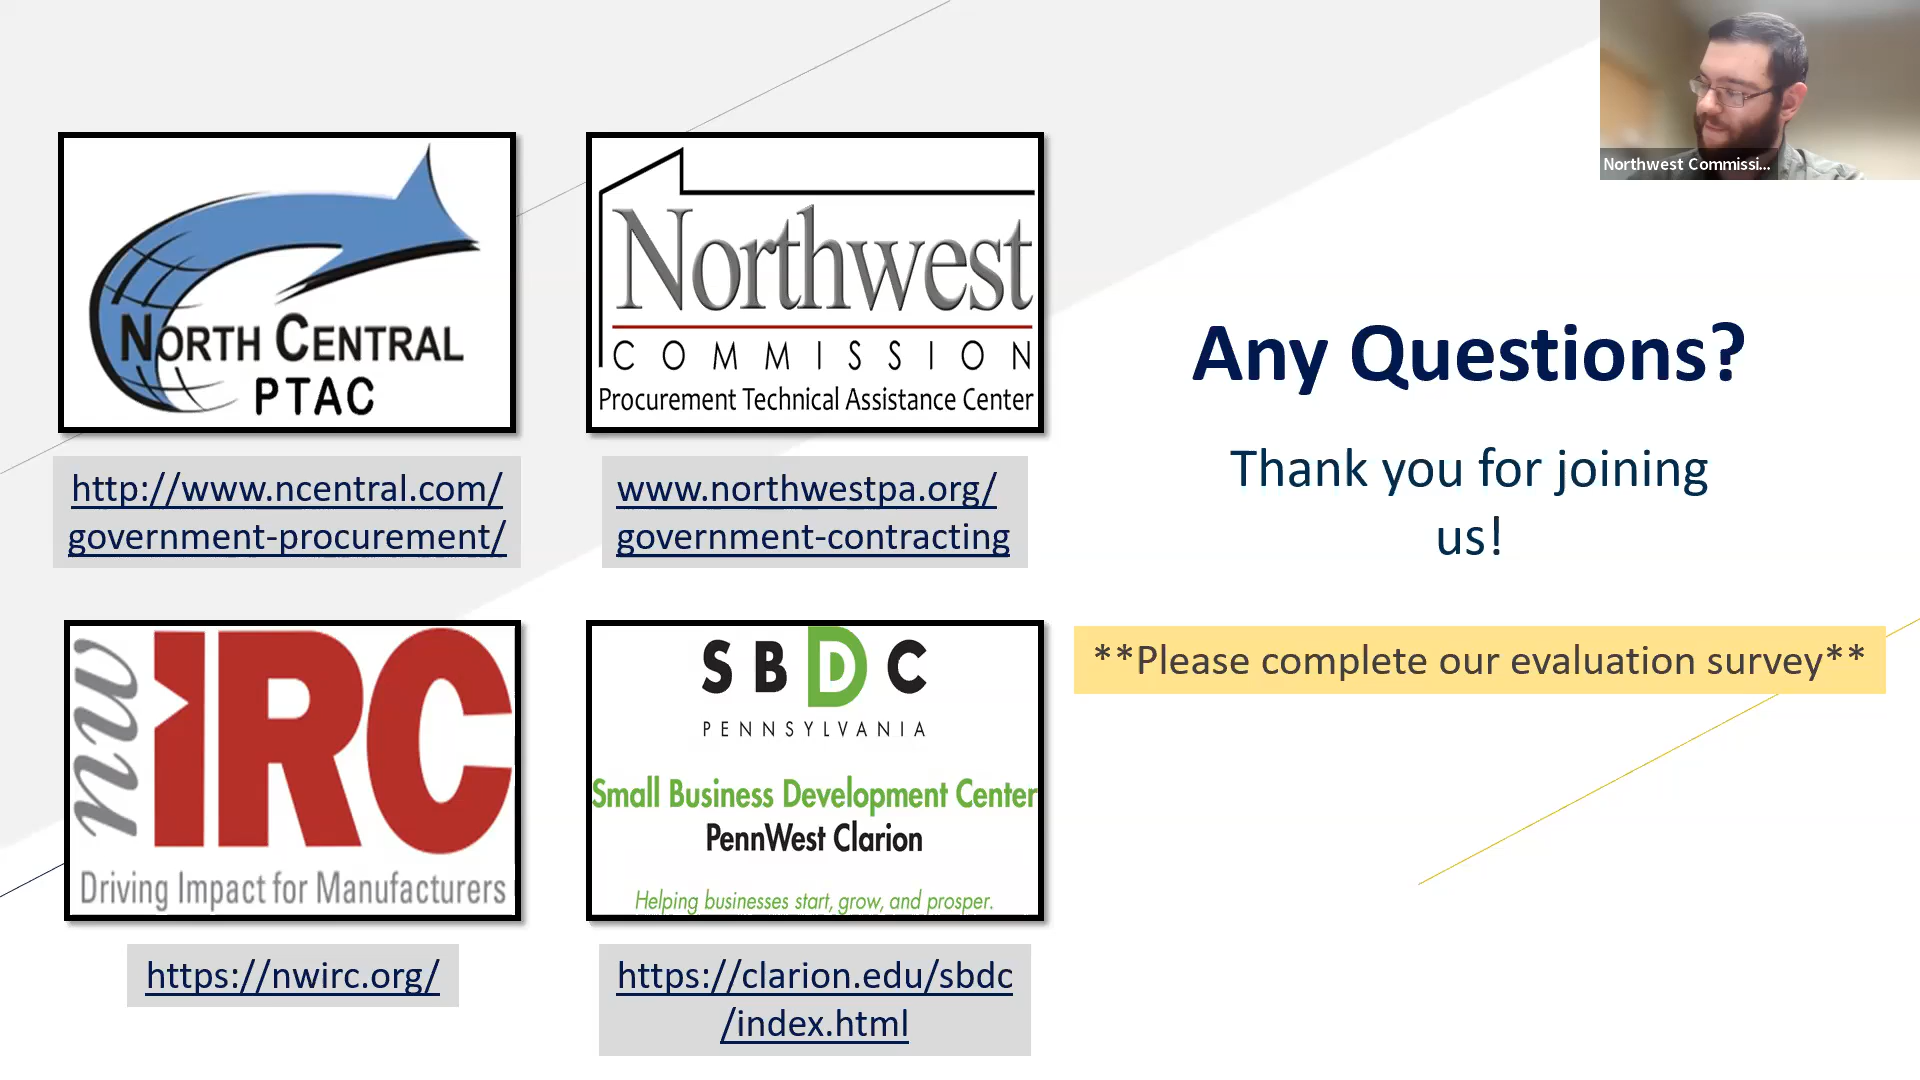 NORTH CENTRAL
PTAC
http://www.ncentral.com/
government-procurement/
Northwest
COMMISSION
Procurement Technical Assistance Center
www.northwestpa.org/
government-contracting
nw IRC
Driving Impact for Manufacturers
https://nwirc.org/
SBDC
PENNSYLVANIA
Small Business Development Center
PennWest Clarion
Helping businesses start, grow, and prosper.
https://clarion.edu/sbdc
/index.html
Northwest Commissi...
Any Questions?
Thank you for joining
us!
**Please complete our evaluation survey**